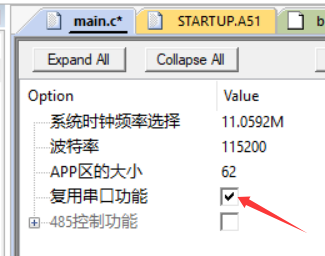 main.c*
STARTUP.A51
b
Expand All
Collapse All
Option
Value
系统时钟频率选择
11.0592M
波特率
115200
APP区的大小
62
复用串口功能
485控制功能